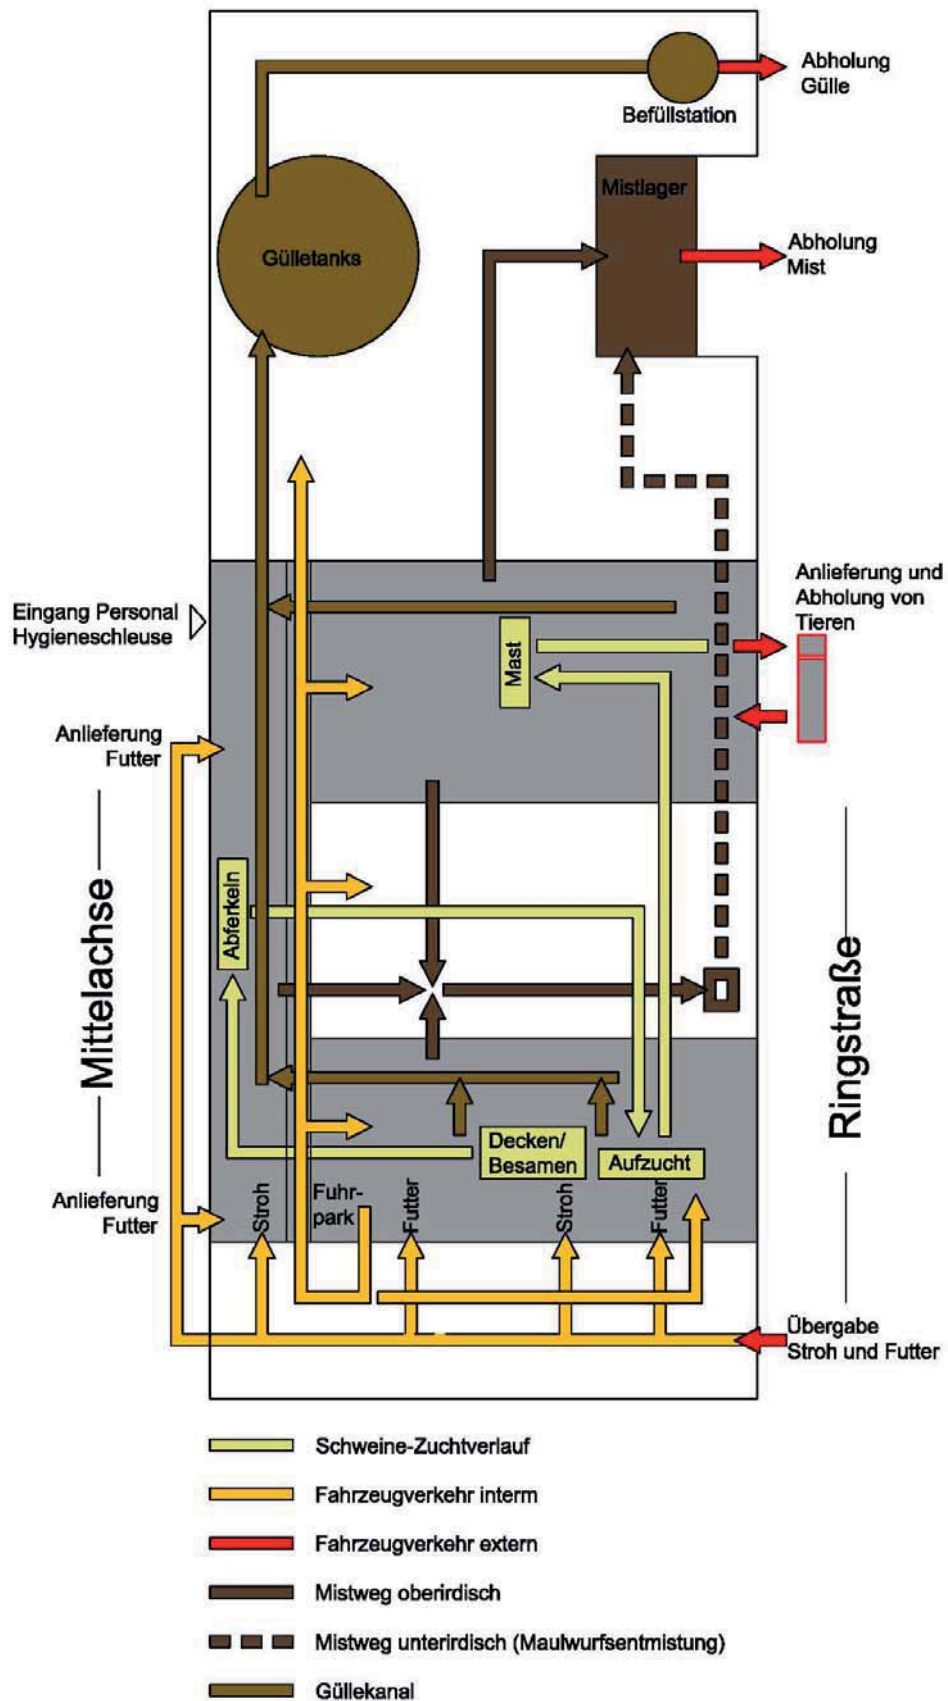 Abholung
Gülle
Befüllstation
Mistlager
Gülletanks
Abholung
Mist
Eingang Personal
Hygieneschleuse
Anlieferung und
Abholung von
Tieren
Mast
Anlieferung
Futter
Mittelachse
Abferkeln
Ringstraße
Decken/
Besamen
Aufzucht
Anlieferung
Futter
Stroh
Fuhr-
park
Futter
Stroh
Futter
Übergabe
Stroh und Futter
Schweine-Zuchtverlauf
Fahrzeugverkehr interm
Fahrzeugverkehr extern
Mistweg oberirdisch
Mistweg unterirdisch (Maulwurfsentmistung)
Güllekanal